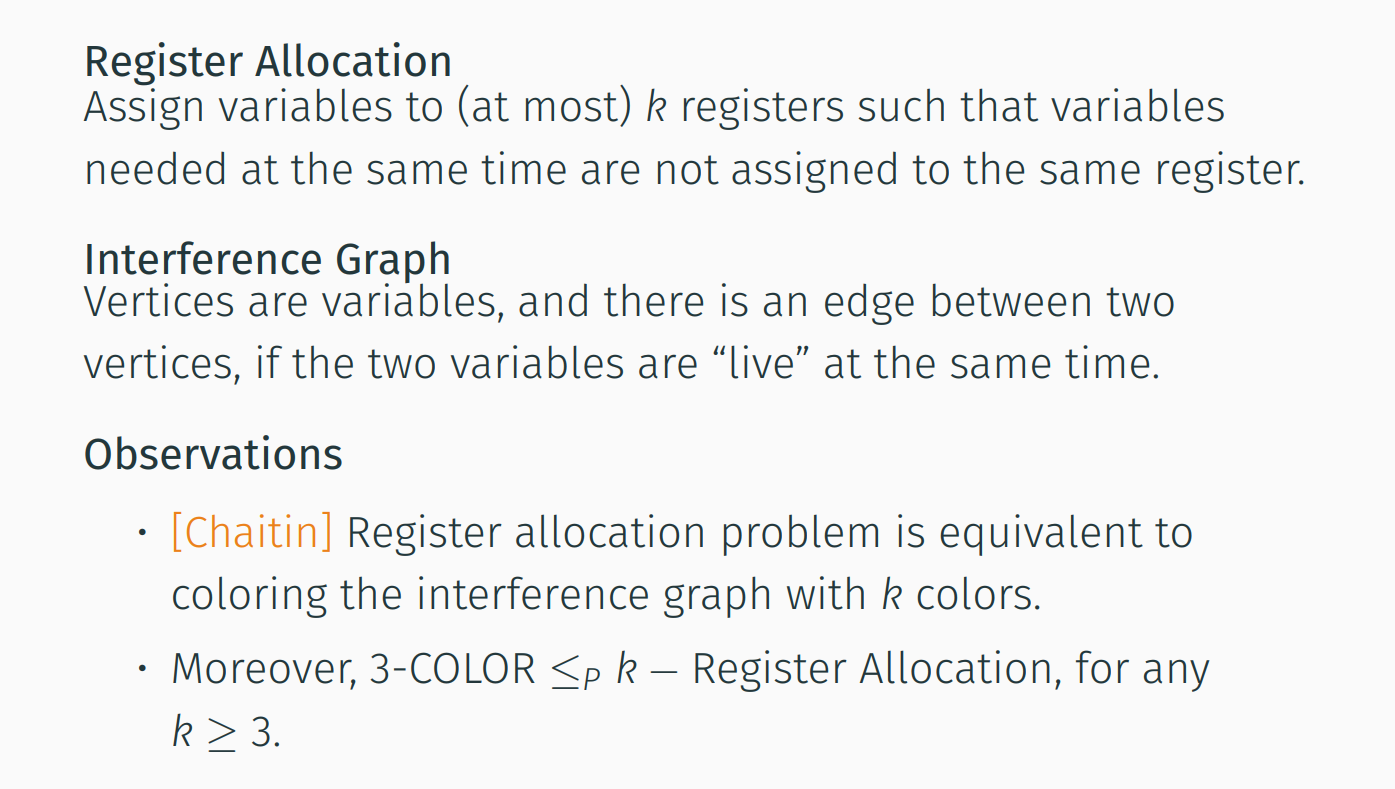 Register Allocation
Assign variables to (at most) k registers such that variables
needed at the same time are not assigned to the same register.
Interference Graph
Vertices are variables, and there is an edge between two
vertices, if the two variables are “live” at the same time.
Observations
• [Chaitin] Register allocation problem is equivalent to
coloring the interference graph with k colors.
• Moreover, 3-COLOR ≤P k − Register Allocation, for any
k ≥ 3.